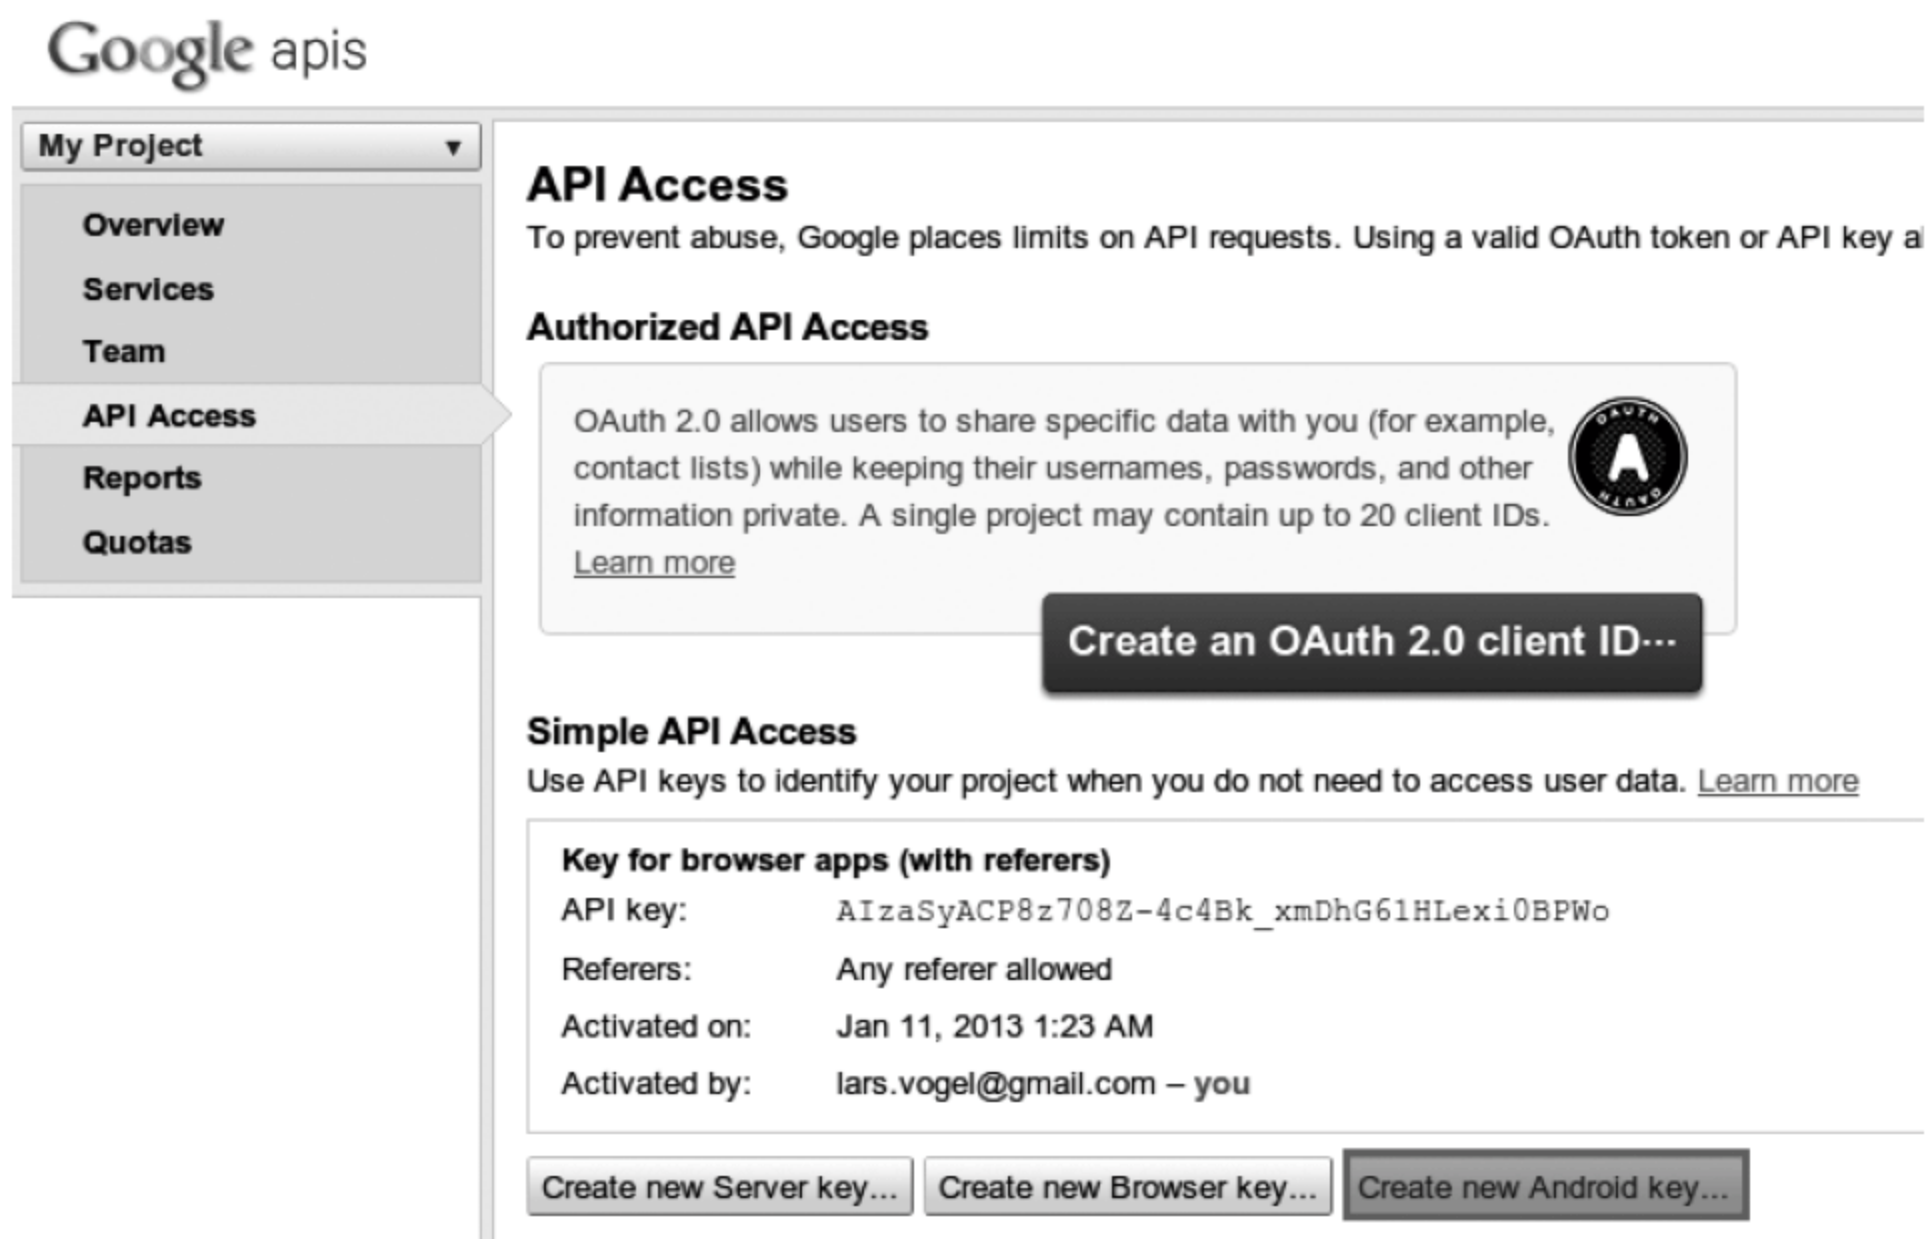 Google apis
My Project
Overview
Services
Team
API Access
Reports
Quotas
API Access
To prevent abuse, Google places limits on API requests. Using a valid OAuth token or API key
Authorized API Access
OAuth 2.0 allows users to share specific data with you (for example,
contact lists) while keeping their usernames, passwords, and other
information private. A single project may contain up to 20 client IDs.
Learn more
OAUTH
A
OAUTH
Create an OAuth 2.0 client ID...
Simple API Access
Use API keys to identify your project when you do not need to access user data. Learn more
Key for browser apps (with referers)
API key: AIzaSyACP8z708Z-4c4Bk_xmDhG61HLexi0BPWo
Referers: Any referer allowed
Activated on: Jan 11, 2013 1:23 AM
Activated by: lars.vogel@gmail.com – you
Create new Server key...
Create new Browser key...
Create new Android key...